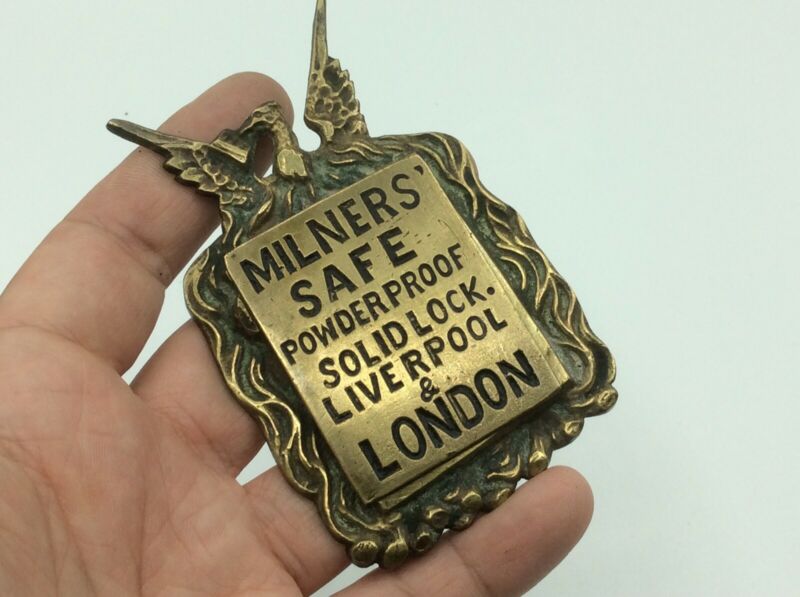 MILNERS'
SAFE
POWDERPROOF
SOLID LOCK.
LIVERPOOL
&
LONDON